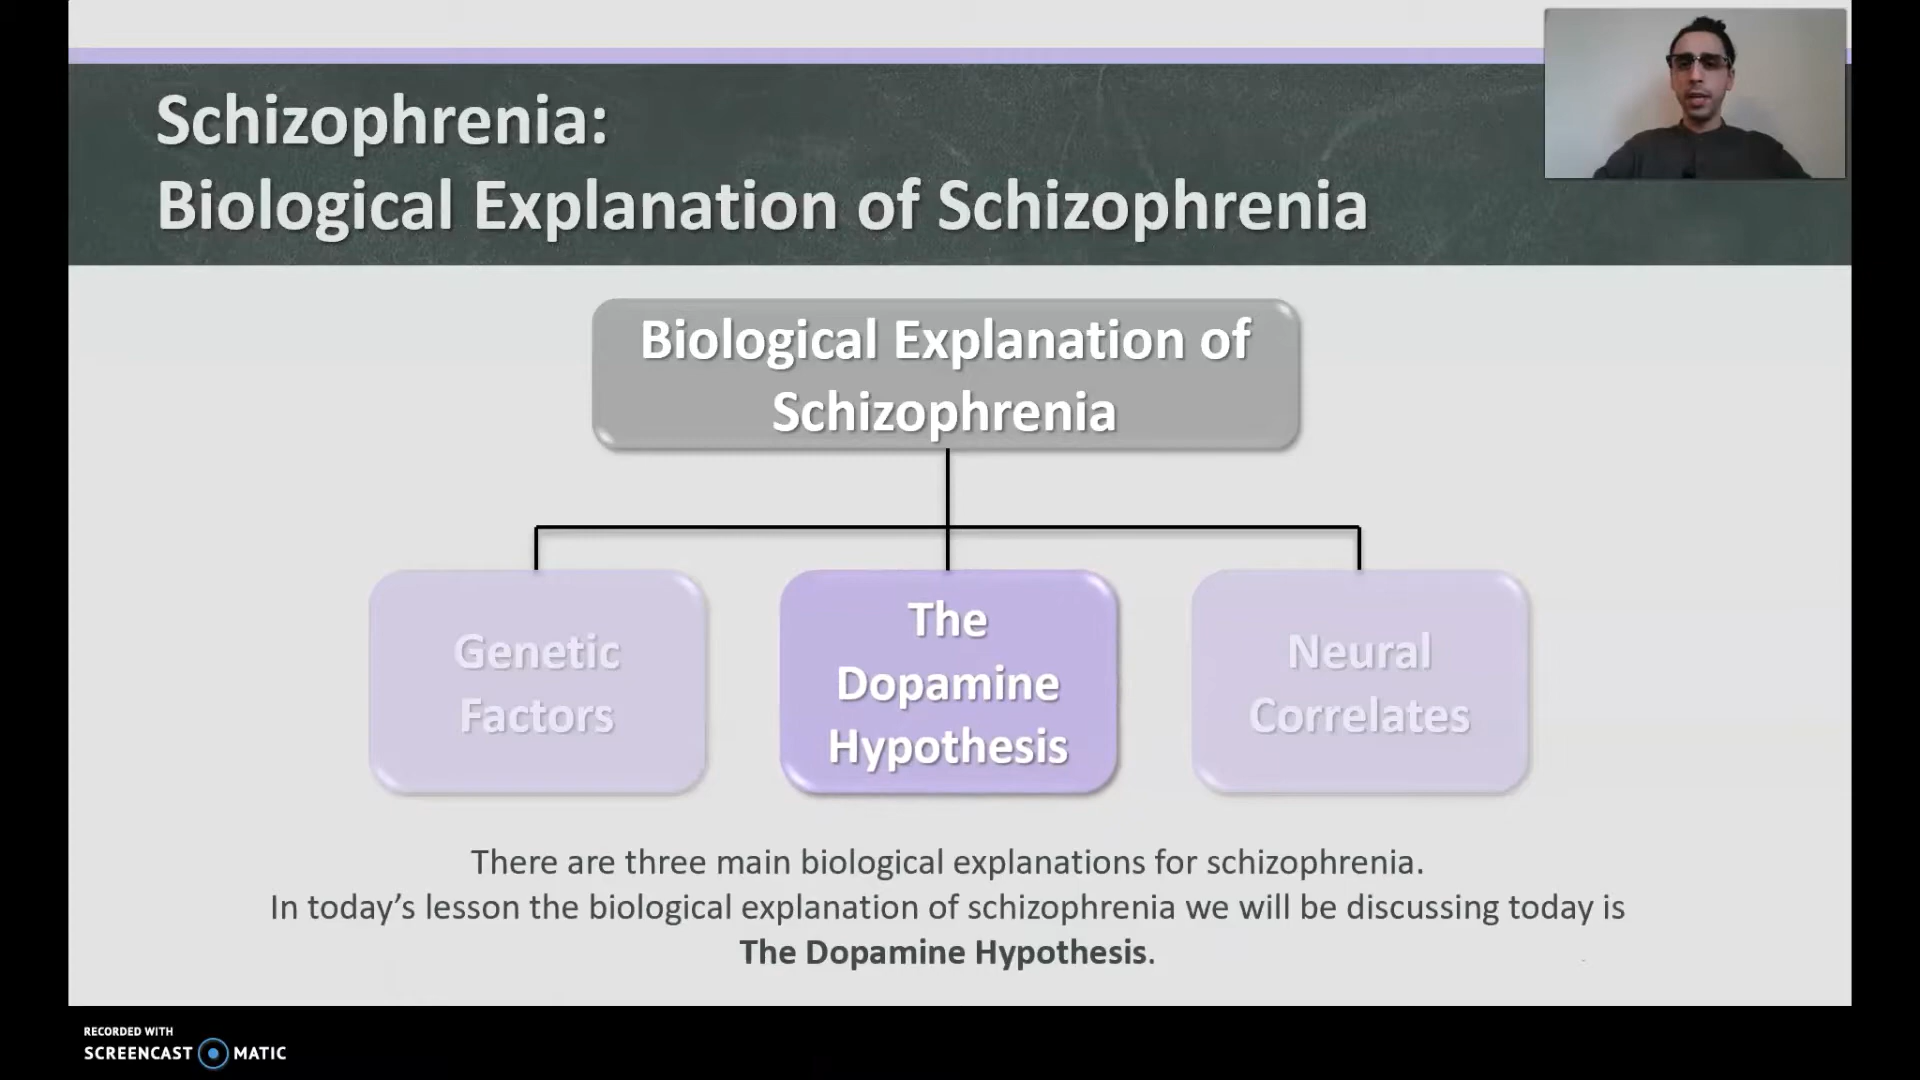 Schizophrenia:
Biological Explanation of Schizophrenia
Biological Explanation of
Schizophrenia
Genetic
Factors
The
Dopamine
Hypothesis
Neural
Correlates
There are three main biological explanations for schizophrenia.
In today’s lesson the biological explanation of schizophrenia we will be discussing today is
The Dopamine Hypothesis.
RECORDED WITH
SCREENCAST MATIC